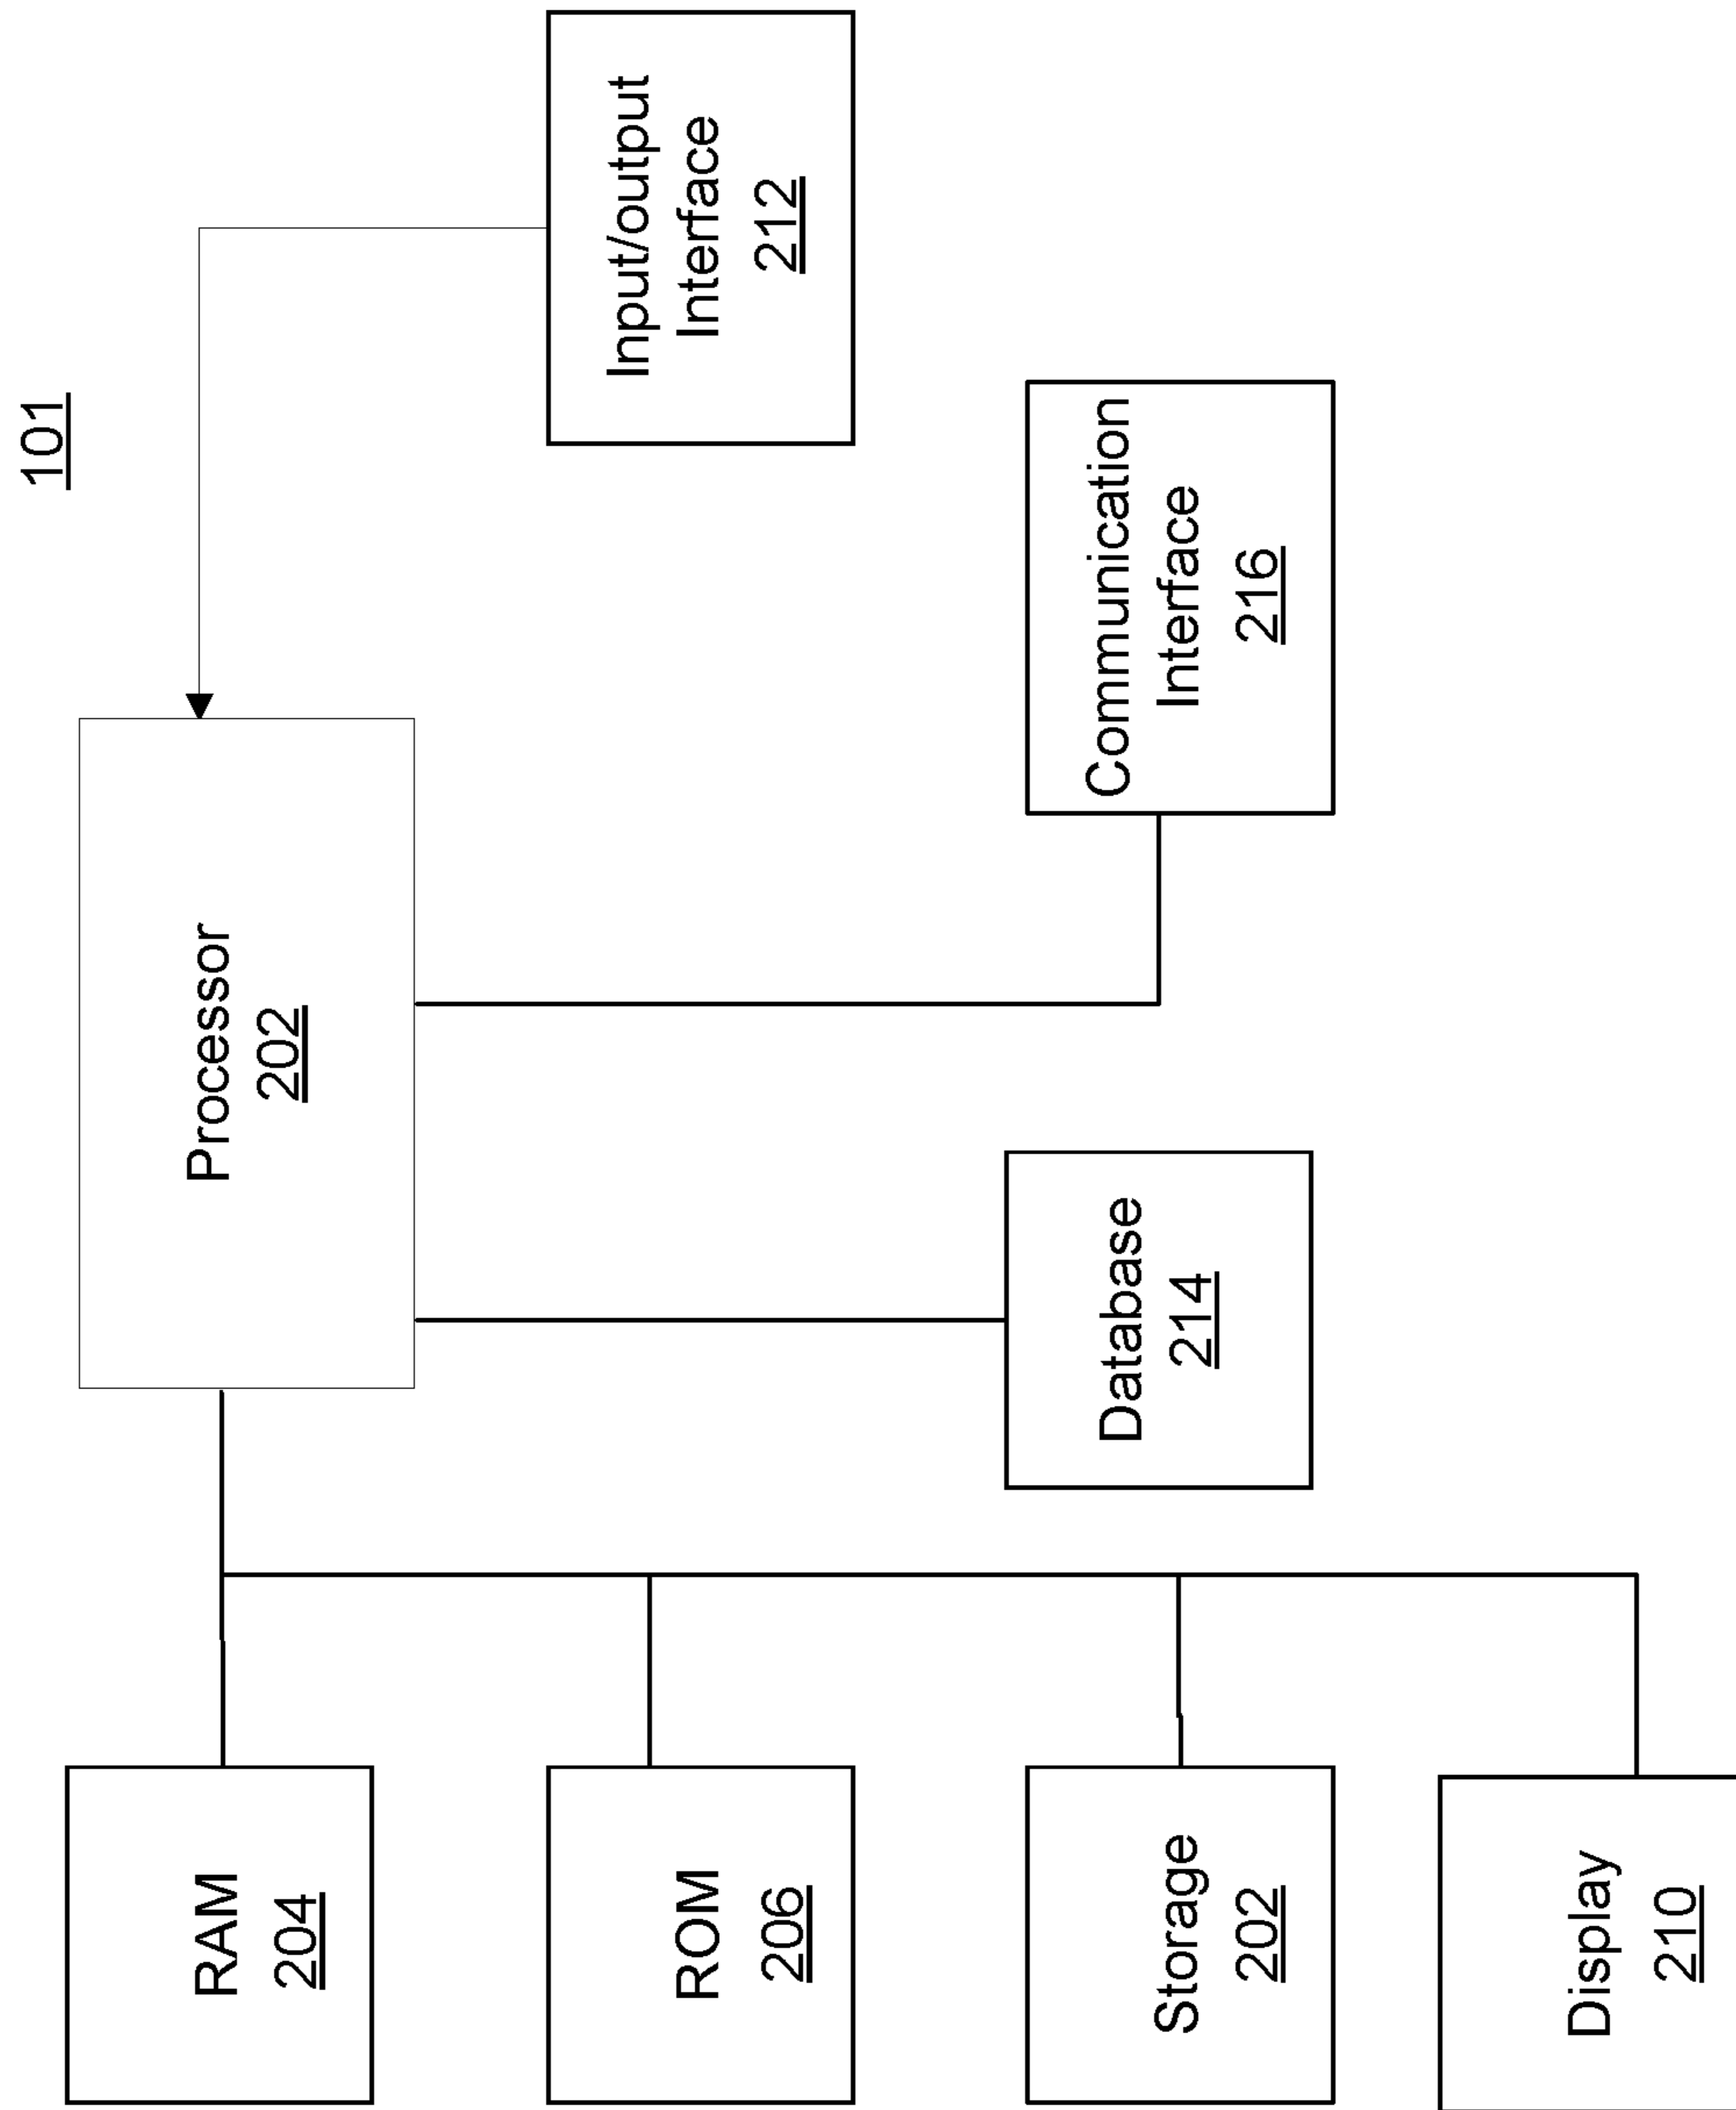 101
RAM
204
Processor
202
ROM
206
Input/output
Interface
212
Storage
202
Database
214
Communication
Interface
216
Display
210